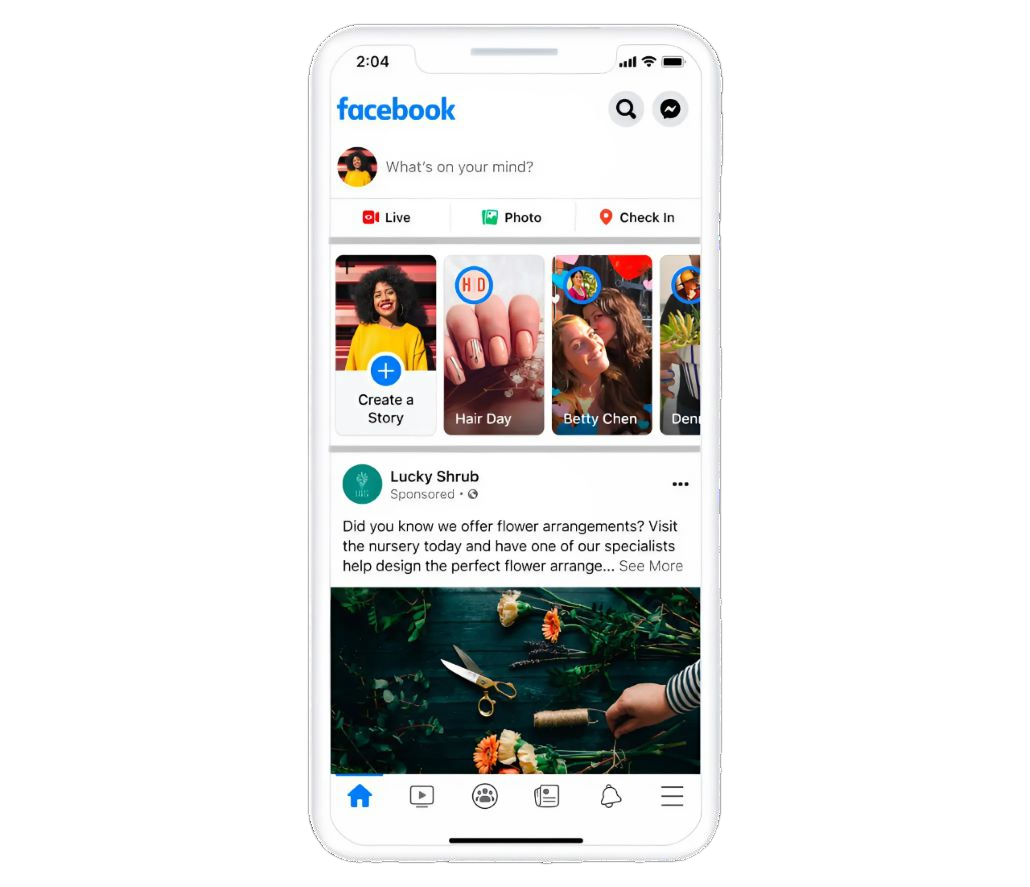 2:04
facebook
What's on your mind?
Live
Photo
Check In
HD
Create a
Story
Hair Day
Betty Chen
Lucky Shrub
Sponsored ·
Did you know we offer flower arrangements? Visit
the nursery today and have one of our specialists
help design the perfect flower arrange... See More